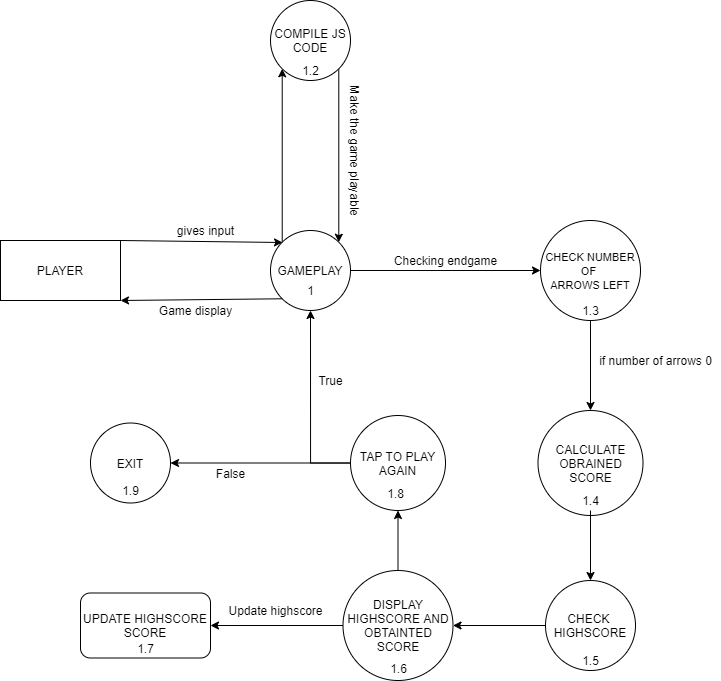 COMPILE JS
CODE
1.2
Make the game playable
gives input
PLAYER
GAMEPLAY
1
Game display
Checking endgame
CHECK NUMBER
OF
ARROWS LEFT
1.3
if number of arrows 0
True
EXIT
1.9
False
TAP TO PLAY
AGAIN
1.8
CALCULATE
OBRAINED
SCORE
1.4
UPDATE HIGHSCORE
SCORE
1.7
Update highscore
DISPLAY
HIGHSCORE AND
OBTAINTED
SCORE
1.6
CHECK
HIGHSCORE
1.5